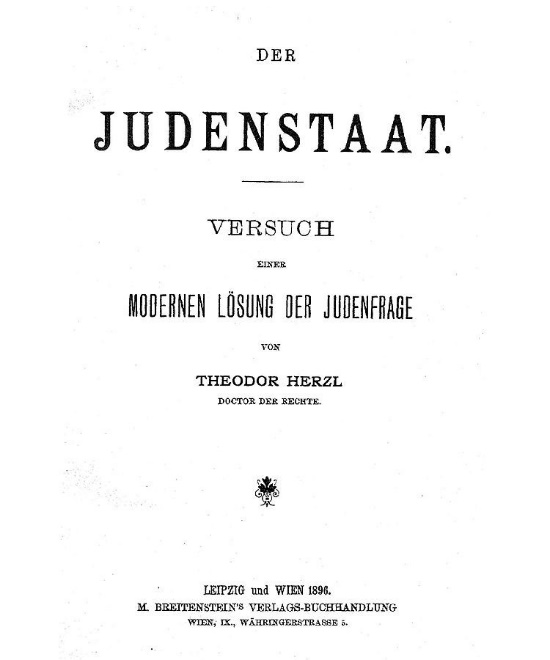 DER
JUDENSTAAT.
VERSUCH
EINER
MODERNEN LÖSUNG DER JUDENFRAGE
VON
THEODOR HERZL
DOCTOR DER RECHTE.
LEIPZIG und WIEN 1896.
M. BREITENSTEIN'S VERLAGS-BUCHHANDLUNG
WIEN, IX., WÄHRINGERSTRASSE 5.